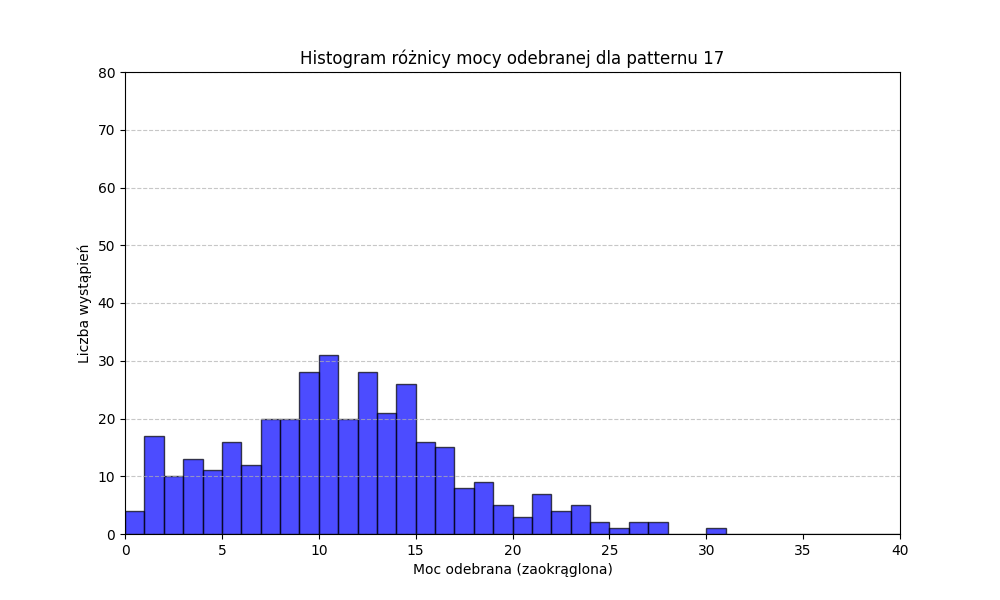 Histogram różnicy mocy odebranej dla patternu 17
80
70
60
50
40
30
20
10
0
Liczba wystąpień
0 5 10 15 20 25 30 35 40
Moc odebrana (zaokrąglona)